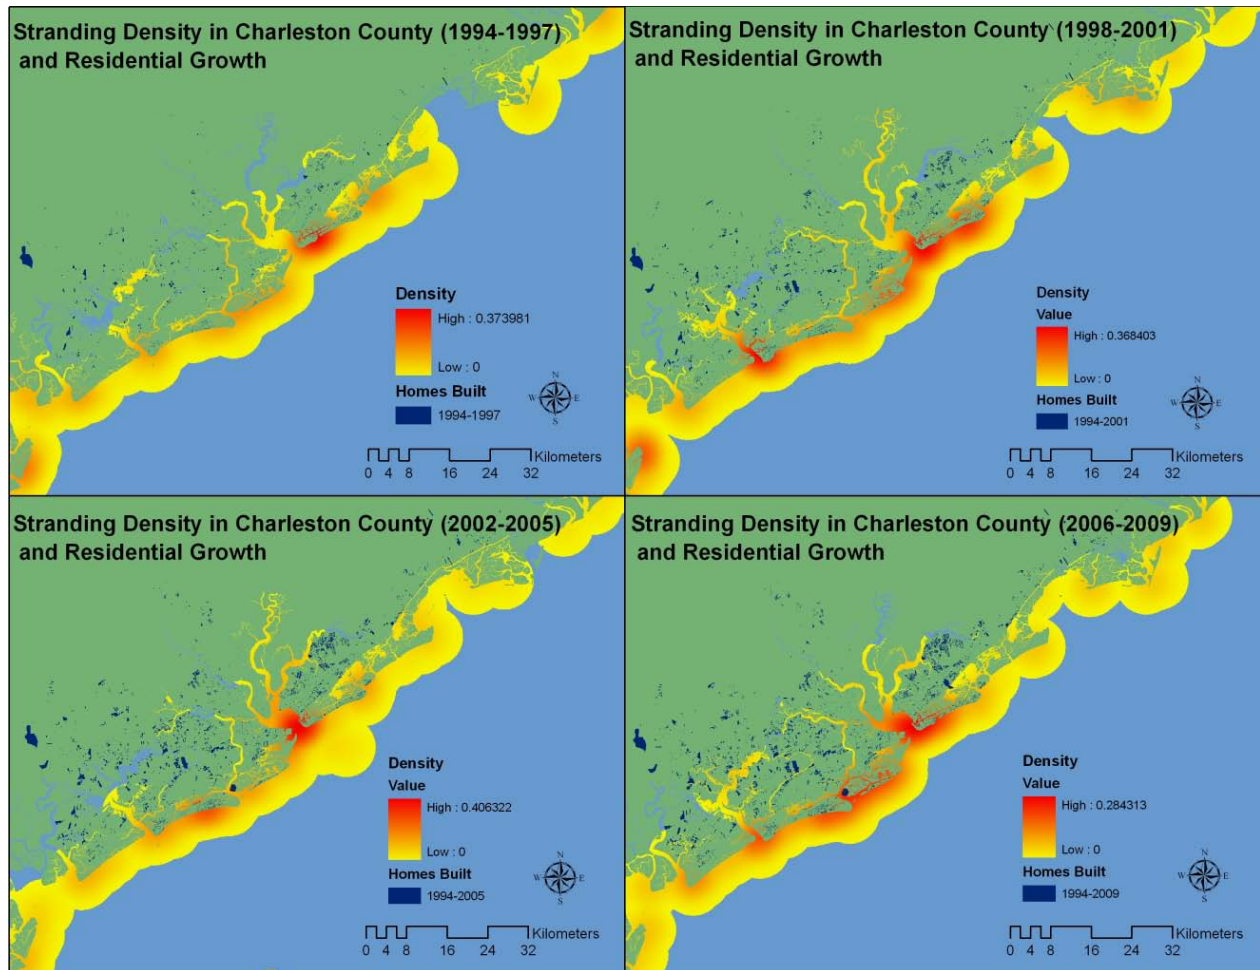 Stranding Density in Charleston County (1994-1997)
and Residential Growth
Density
High : 0.373981
Low : 0
Homes Built
1994-1997
N
W E
S
Kilometers
0 4 8 16 24 32
Stranding Density in Charleston County (1998-2001)
and Residential Growth
Density
Value
High : 0.368403
Low : 0
Homes Built
1994-2001
N
W E
S
Kilometers
0 4 8 16 24 32
Stranding Density in Charleston County (2002-2005)
and Residential Growth
Density
Value
High : 0.406322
Low : 0
Homes Built
1994-2005
N
W E
S
Kilometers
0 4 8 16 24 32
Stranding Density in Charleston County (2006-2009)
and Residential Growth
Density
Value
High : 0.284313
Low : 0
Homes Built
1994-2009
N
W E
S
Kilometers
0 4 8 16 24 32